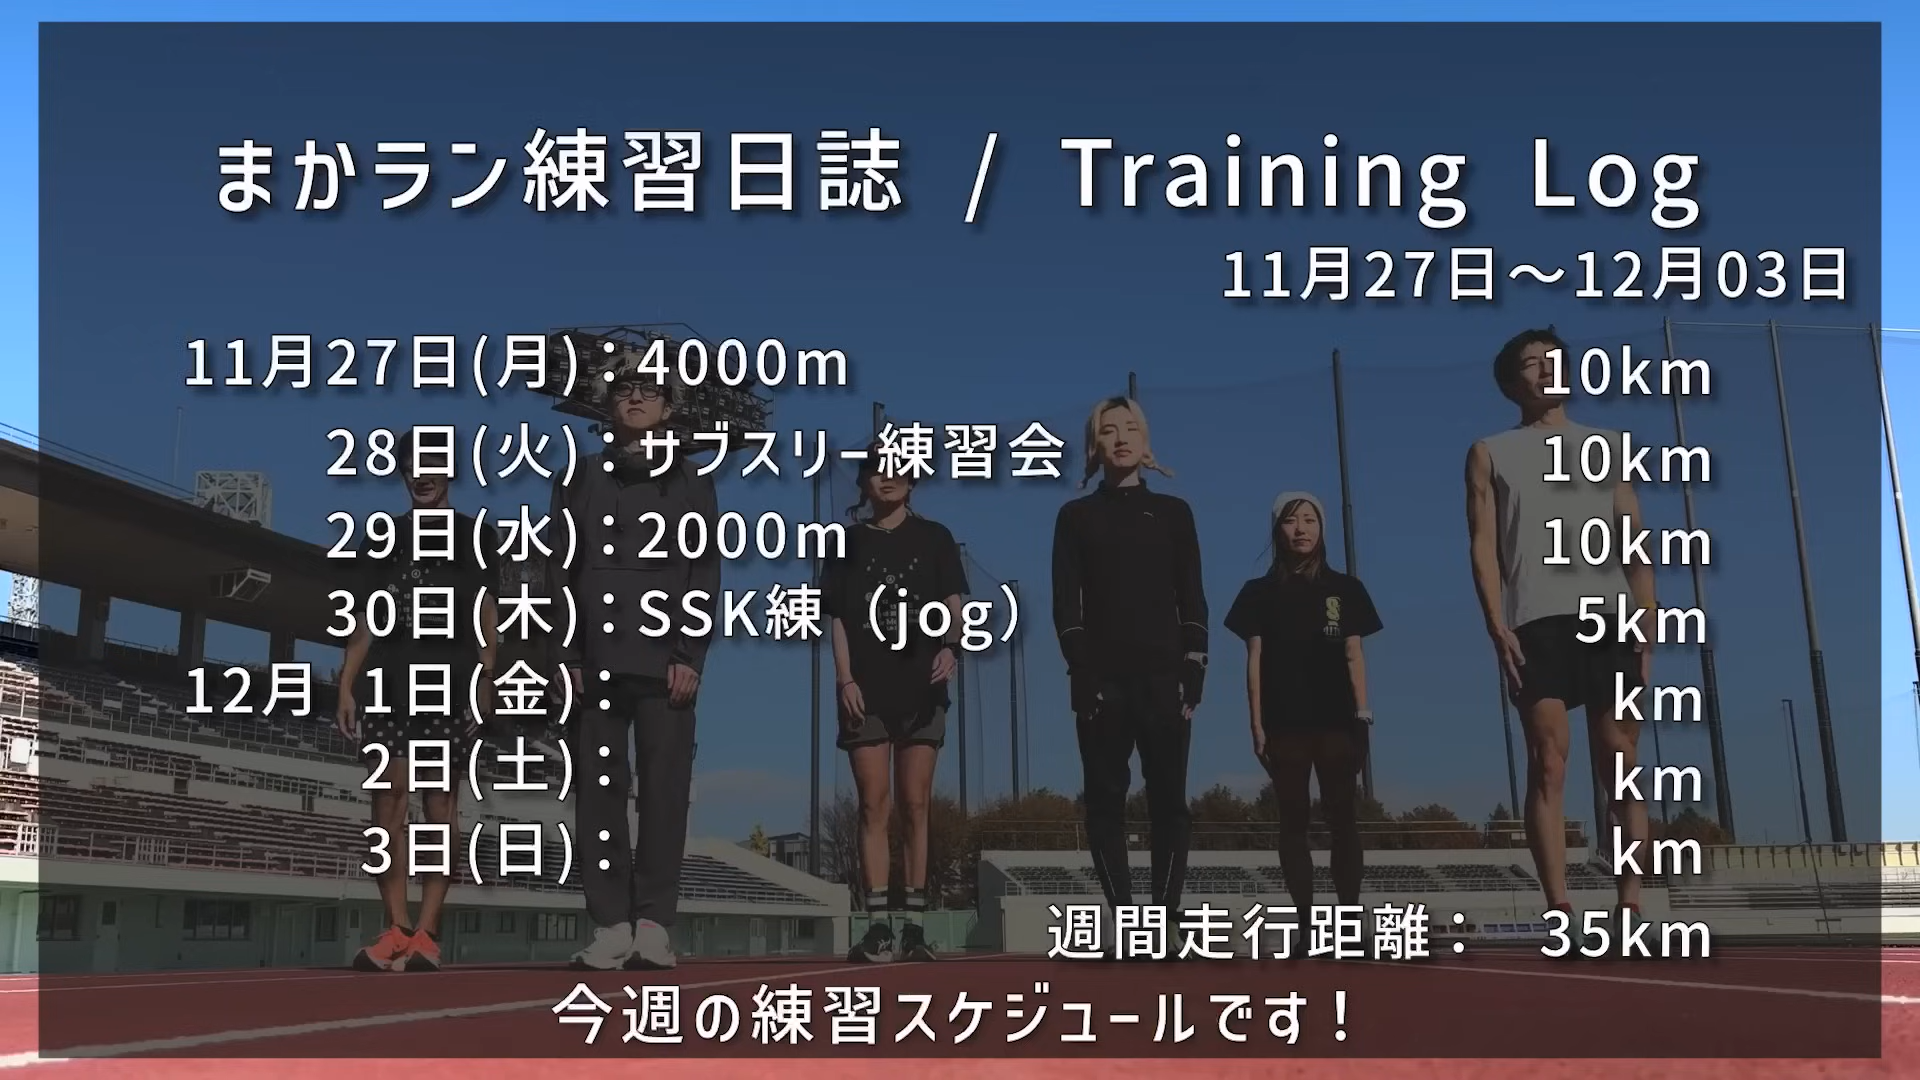 まかラン練習日誌 / Training Log
11月27日～12月03日
11月27日(月)：4000m 10km
28日(火)：サブスリー練習会 10km
29日(水)：2000m 10km
30日(木)：SSK練（jog） 5km
12月 1日(金)： km
2日(土)： km
3日(日)： km
週間走行距離： 35km
今週の練習スケジュールです！